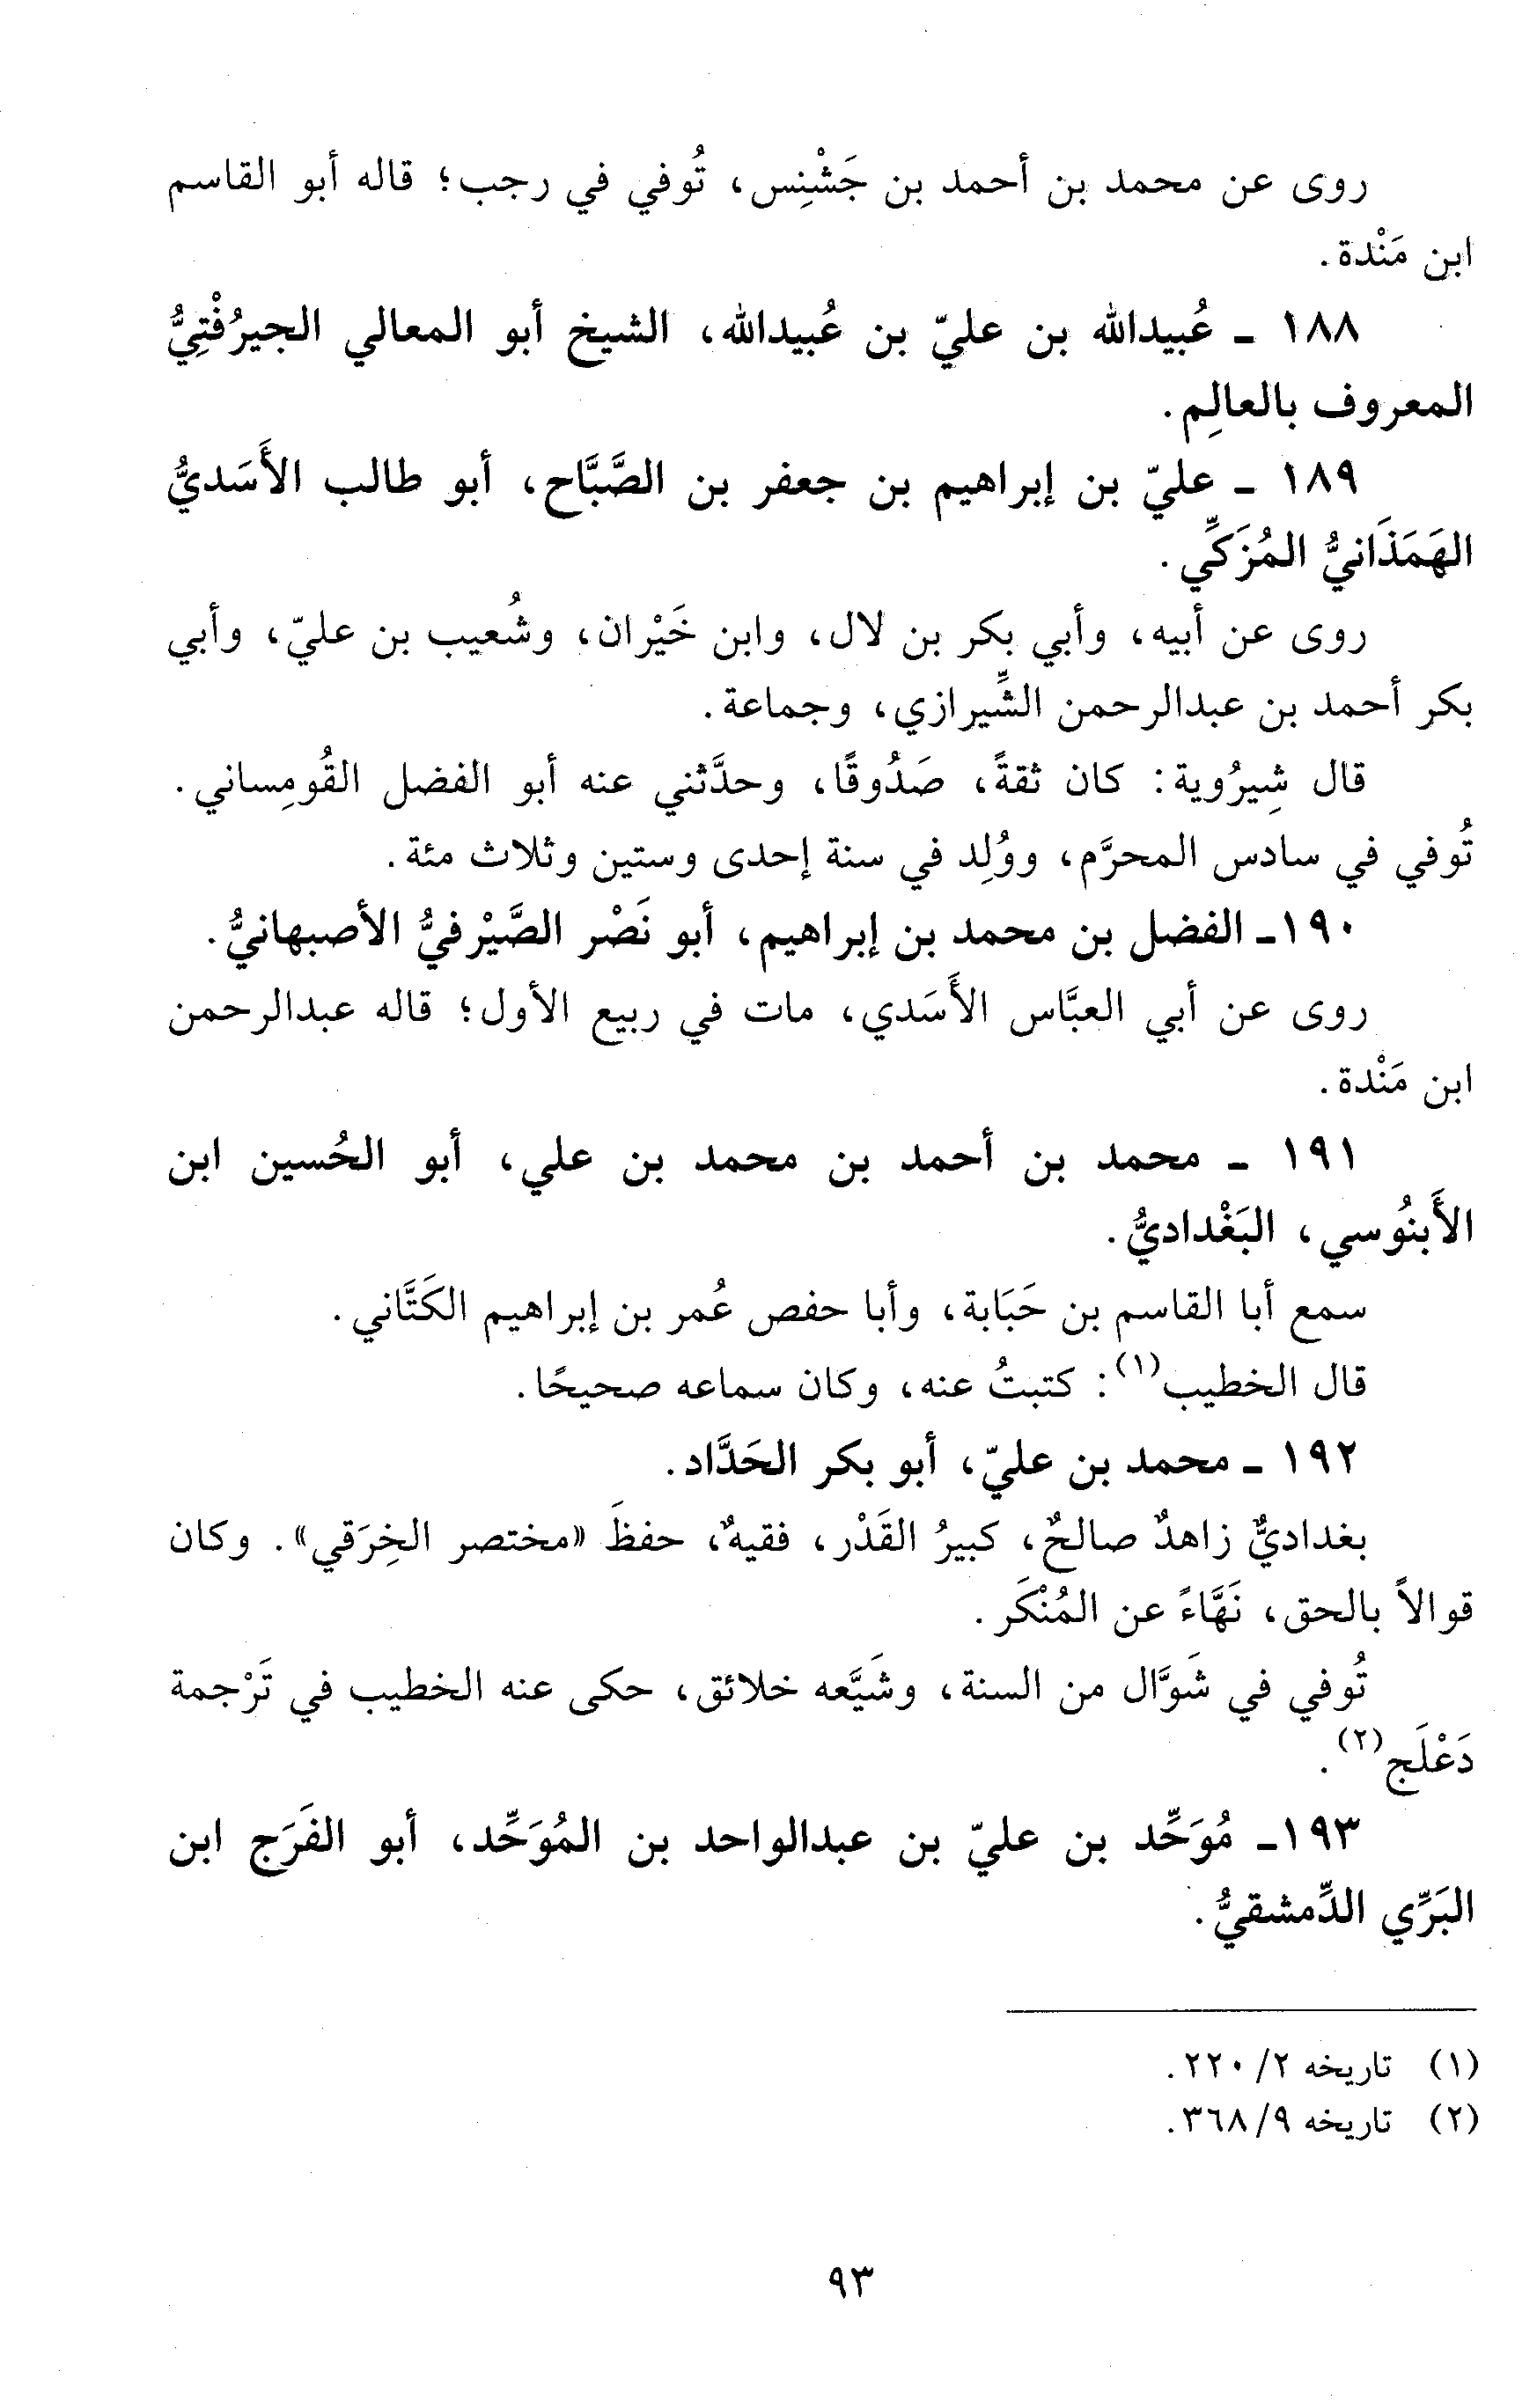 روى عن محمد بن أحمد بن جَشْنِس، تُوفي في رجب؛ قاله أبو القاسم
ابن مَنْدة.
١٨٨ ـ عُبيدالله بن عليّ بن عُبيدالله، الشيخ أبو المعالي الجيرُفْتِيُّ
المعروف بالعالِم.
١٨٩ ـ عليّ بن إبراهيم بن جعفر بن الصَّبَّاح، أبو طالب الأَسَديُّ
الهَمَذَانيُّ المُزَكِّي.
روى عن أبيه، وأبي بكر بن لال، وابن خَيْران، وشُعيب بن عليّ، وأبي
بكر أحمد بن عبدالرحمن الشِّيرازي، وجماعة.
قال شِيرُوية: كان ثقةً، صَدُوقًا، وحدَّثني عنه أبو الفضل القُومِساني.
تُوفي في سادس المحرَّم، ووُلِد في سنة إحدى وستين وثلاث مئة.
١٩٠ـ الفضل بن محمد بن إبراهيم، أبو نَصْر الصَّيْرفيُّ الأصبهانيُّ.
روى عن أبي العبَّاس الأَسَدي، مات في ربيع الأول؛ قاله عبدالرحمن
ابن مَنْدة.
١٩١ ـ محمد بن أحمد بن محمد بن علي، أبو الحُسين ابن
الأَبنُوسي، البَغْداديُّ.
سمع أبا القاسم بن حَبَابة، وأبا حفص عُمر بن إبراهيم الكَتَّاني.
قال الخطيب(١): كتبتُ عنه، وكان سماعه صحيحًا.
١٩٢ ـ محمد بن عليّ، أبو بكر الحَدَّاد.
بغداديٌّ زاهدٌ صالحٌ، كبيرُ القَدْر، فقيهٌ، حفظَ «مختصر الخِرَقي». وكان
قوالاً بالحق، نَهَّاءً عن المُنْكَر.
تُوفي في شَوَّال من السنة، وشَيَّعه خلائق، حكى عنه الخطيب في تَرْجمة
دَعْلَج(٢).
١٩٣ـ مُوَحِّد بن عليّ بن عبدالواحد بن المُوَحِّد، أبو الفَرَج ابن
البَرِّي الدِّمشقيُّ.
(١) تاريخه ٢/ ٢٢٠.
(٢) تاريخه ٩/ ٣٦٨.
٩٣